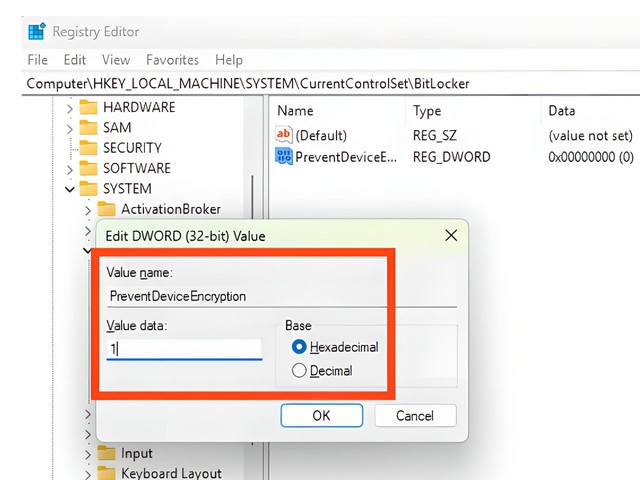 Registry Editor
File Edit View Favorites Help
Computer\HKEY_LOCAL_MACHINE\SYSTEM\CurrentControlSet\BitLocker
HARDWARE
SAM
SECURITY
SOFTWARE
SYSTEM
ActivationBroker
Name Type Data
ab (Default) REG_SZ (value not set)
PreventDeviceE... REG_DWORD 0x00000000 (0)
Edit DWORD (32-bit) Value
Value name:
PreventDeviceEncryption
Value data:
1
Base
Hexadecimal
Decimal
OK Cancel
Input
Keyboard Layout